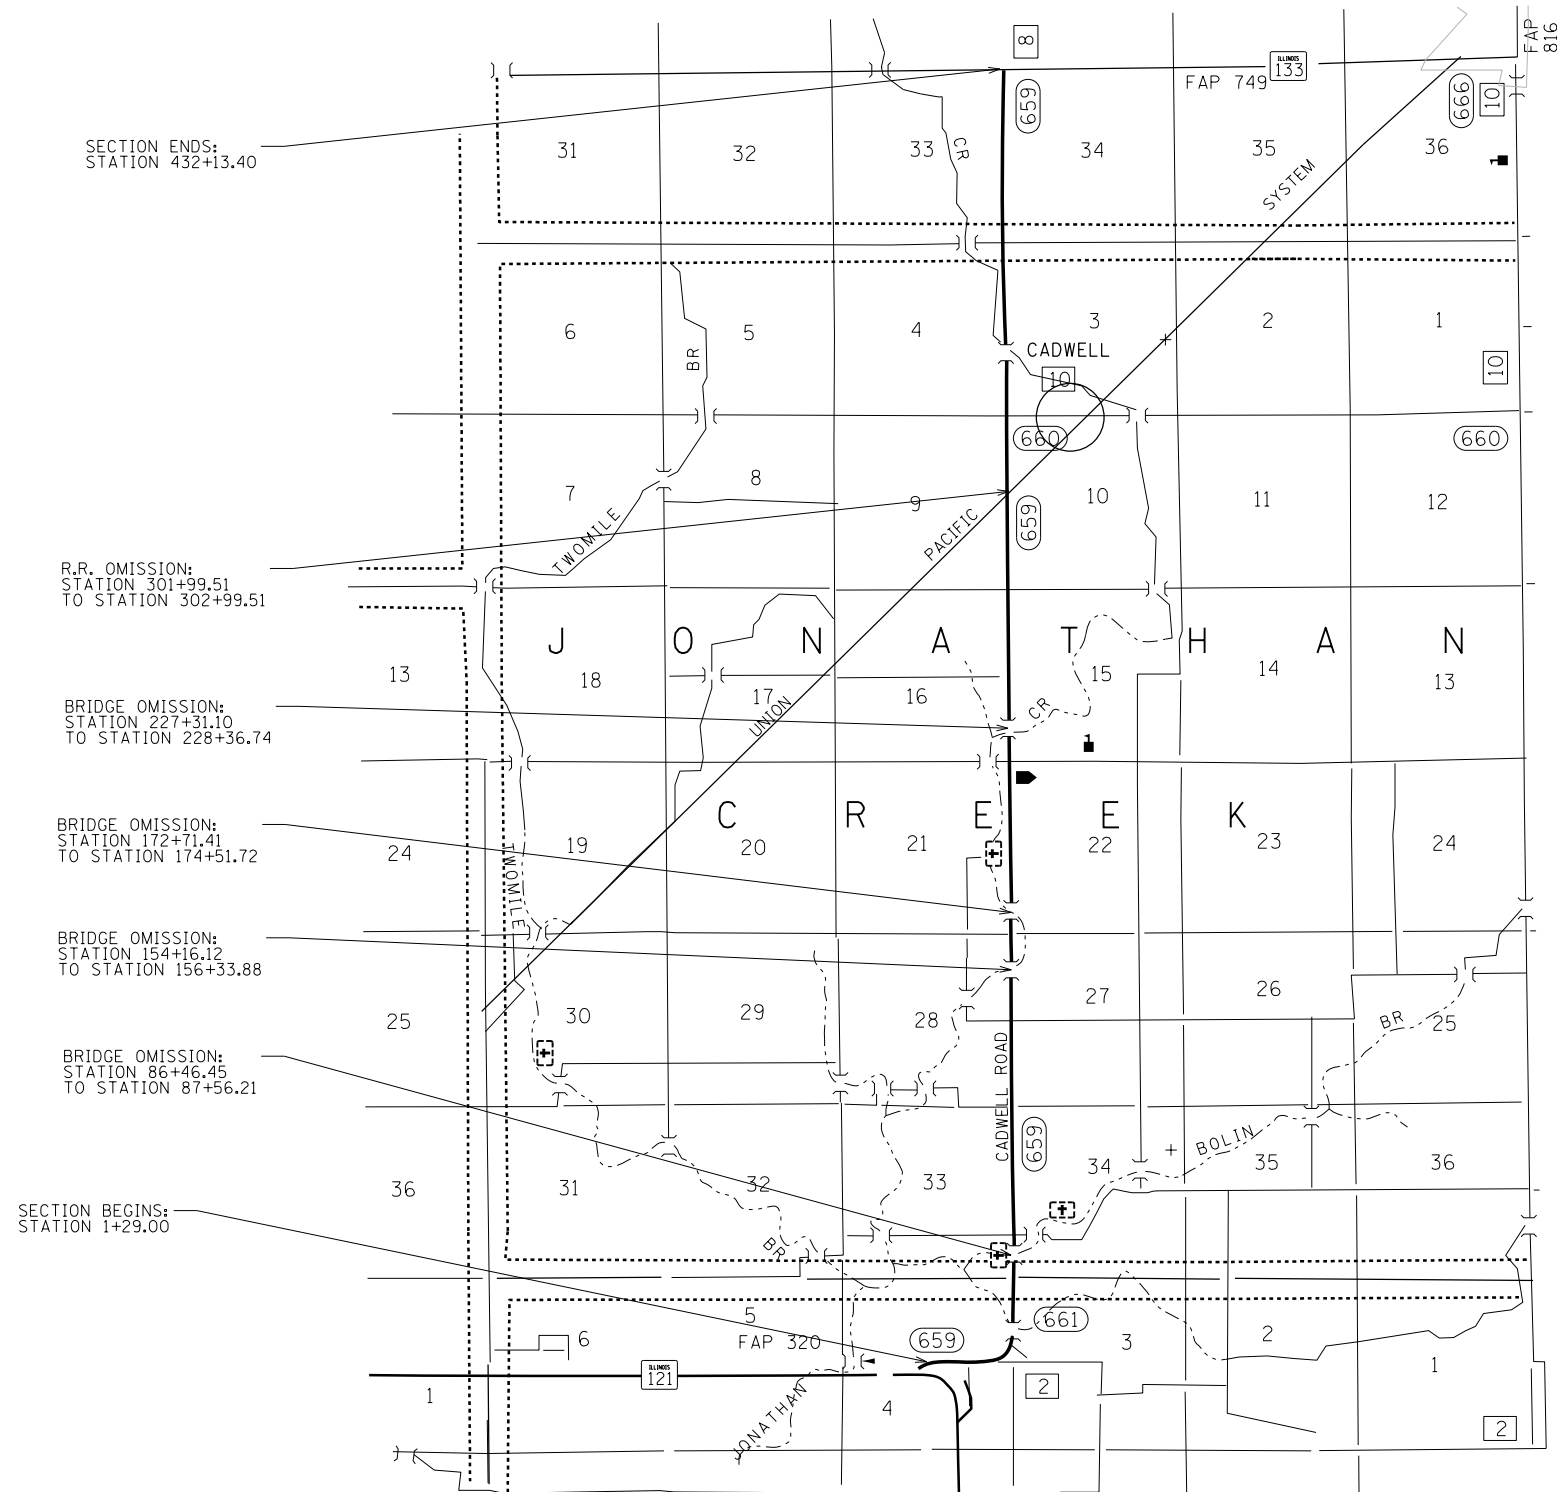 8
FAP
816
ILLINOIS
133
FAP 749
659
666
10
SECTION ENDS:
STATION 432+13.40
31
32
33
CR
34
35
36
1
SYSTEM
6
5
4
3
2
1
BR
CADWELL
10
10
660
660
7
8
9
10
11
12
659
TWOMILE
PACIFIC
R.R. OMISSION:
STATION 301+99.51
TO STATION 302+99.51
J O N A T H A N
13
18
17
16
15
14
13
UNION
CR
1
BRIDGE OMISSION:
STATION 227+31.10
TO STATION 228+36.74
C R E E K
BRIDGE OMISSION:
STATION 172+71.41
TO STATION 174+51.72
24
19
20
21
22
23
24
TWOMILE
BRIDGE OMISSION:
STATION 154+16.12
TO STATION 156+33.88
25
30
29
28
27
26
25
BR
CADWELL ROAD
BRIDGE OMISSION:
STATION 86+46.45
TO STATION 87+56.21
659
BOLIN
36
31
32
33
34
35
36
BR
SECTION BEGINS:
STATION 1+29.00
6
5
FAP 320
659
661
3
2
1
ILLINOIS
121
1
JONATHAN
4
2
2